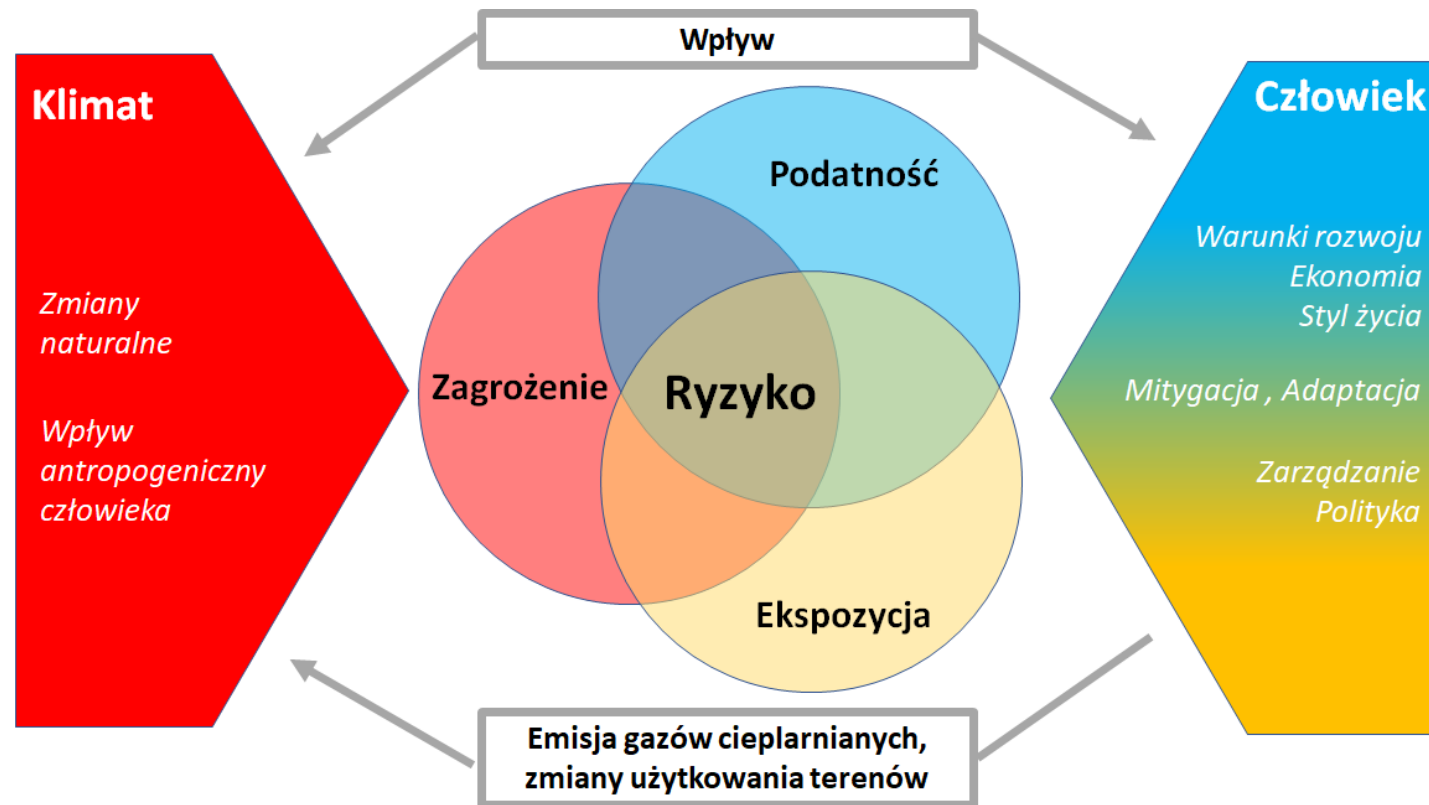 Wpływ
Klimat
Zmiany
naturalne
Wpływ
antropogeniczny
człowieka
Podatność
Zagrożenie
Ryzyko
Ekspozycja
Człowiek
Warunki rozwoju
Ekonomia
Styl życia
Mitygacja , Adaptacja
Zarządzanie
Polityka
Emisja gazów cieplarnianych,
zmiany użytkowania terenów